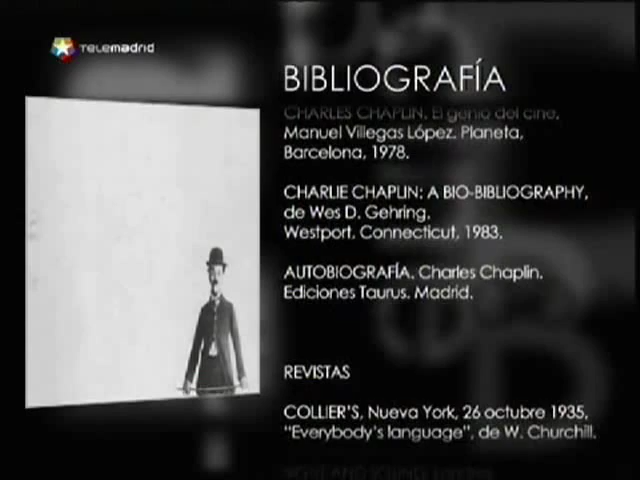 TELEMADRID
BIBLIOGRAFÍA
CHARLES CHAPLIN. El genio del cine.
Manuel Villegas López. Planeta,
Barcelona, 1978.
CHARLIE CHAPLIN: A BIO-BIBLIOGRAPHY,
de Wes D. Gehring.
Westport, Connecticut, 1983.
AUTOBIOGRAFÍA. Charles Chaplin.
Ediciones Taurus. Madrid.
REVISTAS
COLLIER'S, Nueva York, 26 octubre 1935,
"Everybody's language", de W. Churchill.